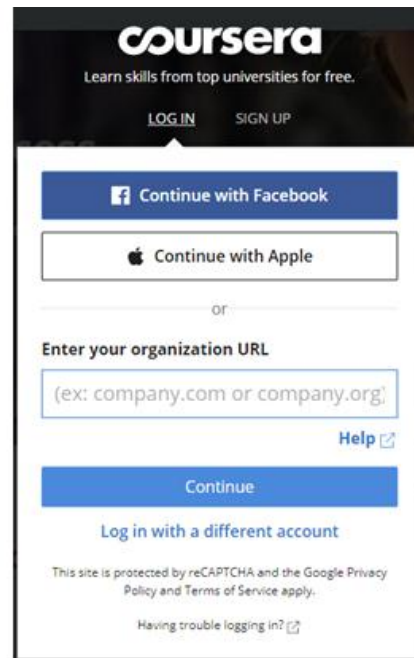 coursera
Learn skills from top universities for free.
LOG IN SIGN UP
Continue with Facebook
Continue with Apple
or
Enter your organization URL
(ex: company.com or company.org)
Help
Continue
Log in with a different account
This site is protected by reCAPTCHA and the Google Privacy
Policy and Terms of Service apply.
Having trouble logging in?